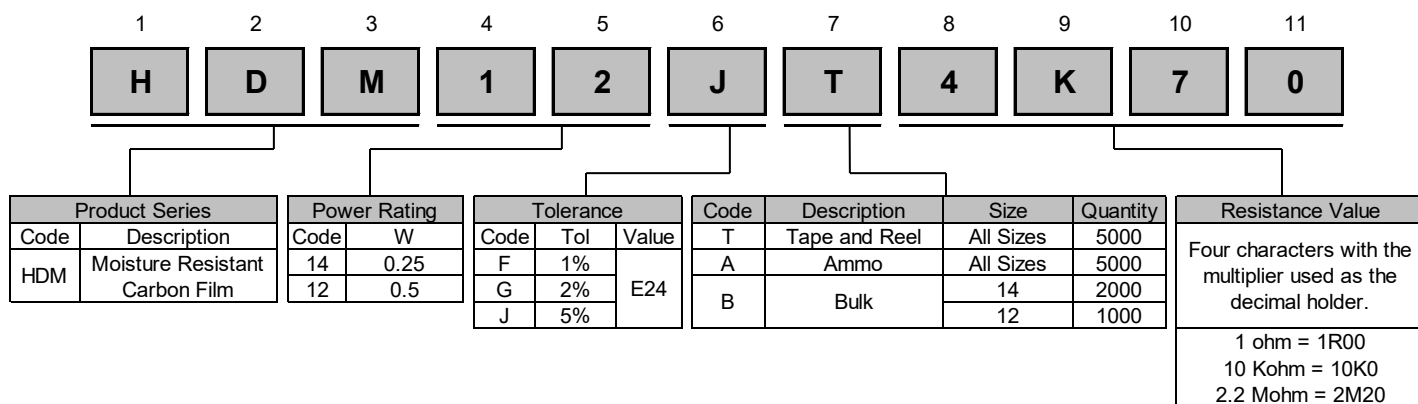 1 2 3 4 5 6 7 8 9 10 11
H D M 1 2 J T 4 K 7 0
Product Series
Code Description
HDM Moisture Resistant Carbon Film
Power Rating
Code W
14 0.25
12 0.5
Tolerance
Code Tol Value
F 1% E24
G 2%
J 5%
Code Description Size Quantity
T Tape and Reel All Sizes 5000
A Ammo All Sizes 5000
B Bulk 14 2000
12 1000
Resistance Value
Four characters with the
multiplier used as the
decimal holder.
1 ohm = 1R00
10 Kohm = 10K0
2.2 Mohm = 2M20